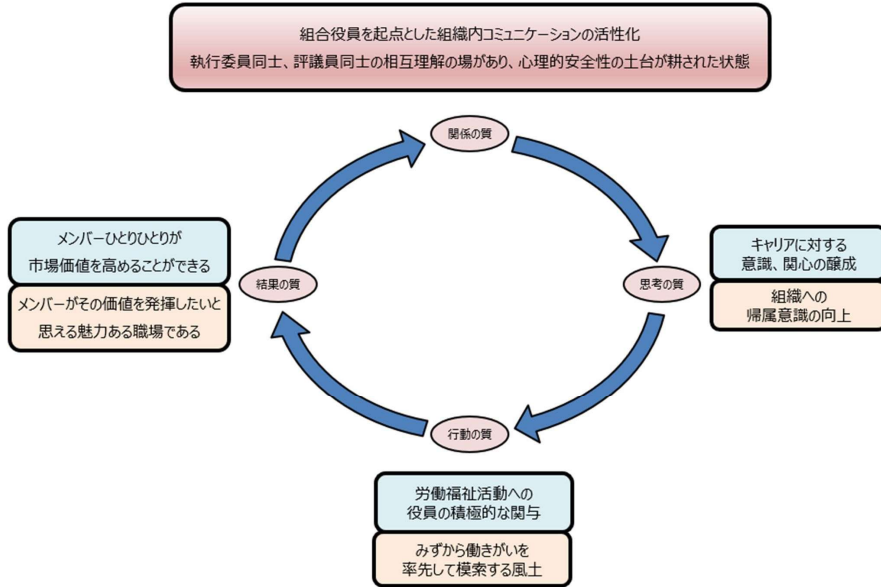 組合役員を起点とした組織内コミュニケーションの活性化
執行委員同士、評議員同士の相互理解の場があり、心理的安全性の土台が耕された状態
関係の質
メンバーひとりひとりが
市場価値を高めることができる
メンバーがその価値を発揮したいと
思える魅力ある職場である
結果の質
思考の質
キャリアに対する
意識、関心の醸成
組織への
帰属意識の向上
行動の質
労働福祉活動への
役員の積極的な関与
みずから働きがいを
率先して模索する風土